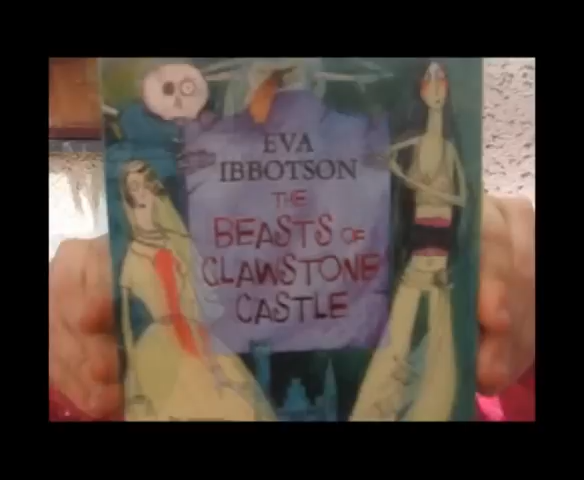 EVA
IBBOTSON
THE
BEASTS OF
CLAWSTONE
CASTLE